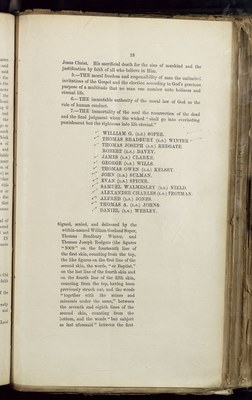 13
Jesus Christ, His sacrificial death for the sins of mankind and the
justification by faith of all who believe in Him.
5.—THE moral freedom and responsibility of man the unlimited
invitations of the Gospel and the election according to God's gracious
purpose of a multitude that no man can number unto holiness and
eternal life.
6.—THE immutable authority of the moral law of God as the
rule of human conduct.
7.—THE immortality of the soul the resurrection of the dead
and the final judgment when the wicked "shall go into everlasting
punishment but the righteous into life eternal."
WILLIAM G. (L.S.) SOPER.
THOMAS BRADBURY (L.S.) WINTER
THOMAS JOSEPH (L.S.) REDGATE.
ROBERT (L.S.) DAVEY.
JAMES (L.S.) CLARKE.
GEORGE (L.S.) WILLS.
THOMAS OWEN (L.S.) KELSEY.
JOHN (L.S.) SULMAN.
EVAN (L.S.) SPICER.
SAMUEL WALMESLEY (L.S.) NIELD.
ALEXANDER CHARLES (L.S.) TROTMAN.
ALFRED (L.S.) JONES.
THOMAS A. (L.S.) JOHNS.
DANIEL (L.S.) WEBLEY.
Signed, sealed, and delivered by the
within-named William Garland Soper,
Thomas Bradbury Winter, and
Thomas Joseph Redgate (the figures
on the fourteenth line of
the first skin, counting from the top,
the like figures on the first line of the
second skin, the words, "or Baptist,"
on the last line of the fourth skin and
on the fourth line of the fifth skin,
counting from the top, having been
previously struck out, and the words
"together with the mines and
minerals under the same," between
the seventh and eighth lines of the
second skin, counting from the
bottom, and the words "but subject
as last aforesaid" between the first